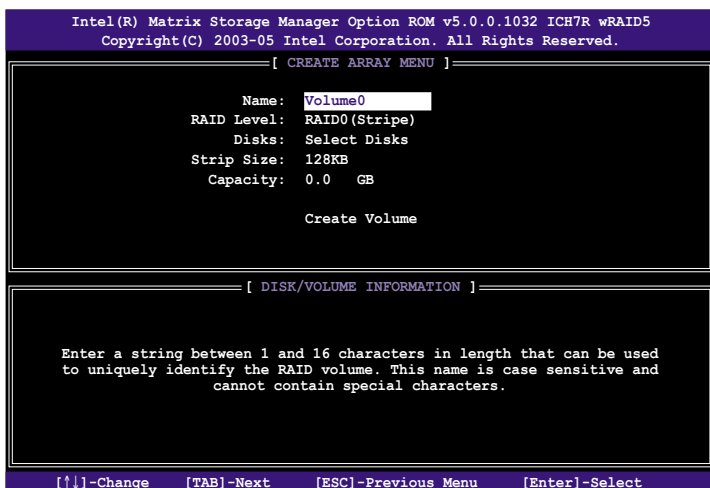 Intel(R) Matrix Storage Manager Option ROM v5.0.0.1032 ICH7R wRAID5
Copyright(C) 2003-05 Intel Corporation. All Rights Reserved.
[ CREATE ARRAY MENU ]
Name: Volume0
RAID Level: RAID0(Stripe)
Disks: Select Disks
Strip Size: 128KB
Capacity: 0.0 GB
Create Volume
[ DISK/VOLUME INFORMATION ]
Enter a string between 1 and 16 characters in length that can be used
to uniquely identify the RAID volume. This name is case sensitive and
cannot contain special characters.
[↑↓]-Change [TAB]-Next [ESC]-Previous Menu [Enter]-Select